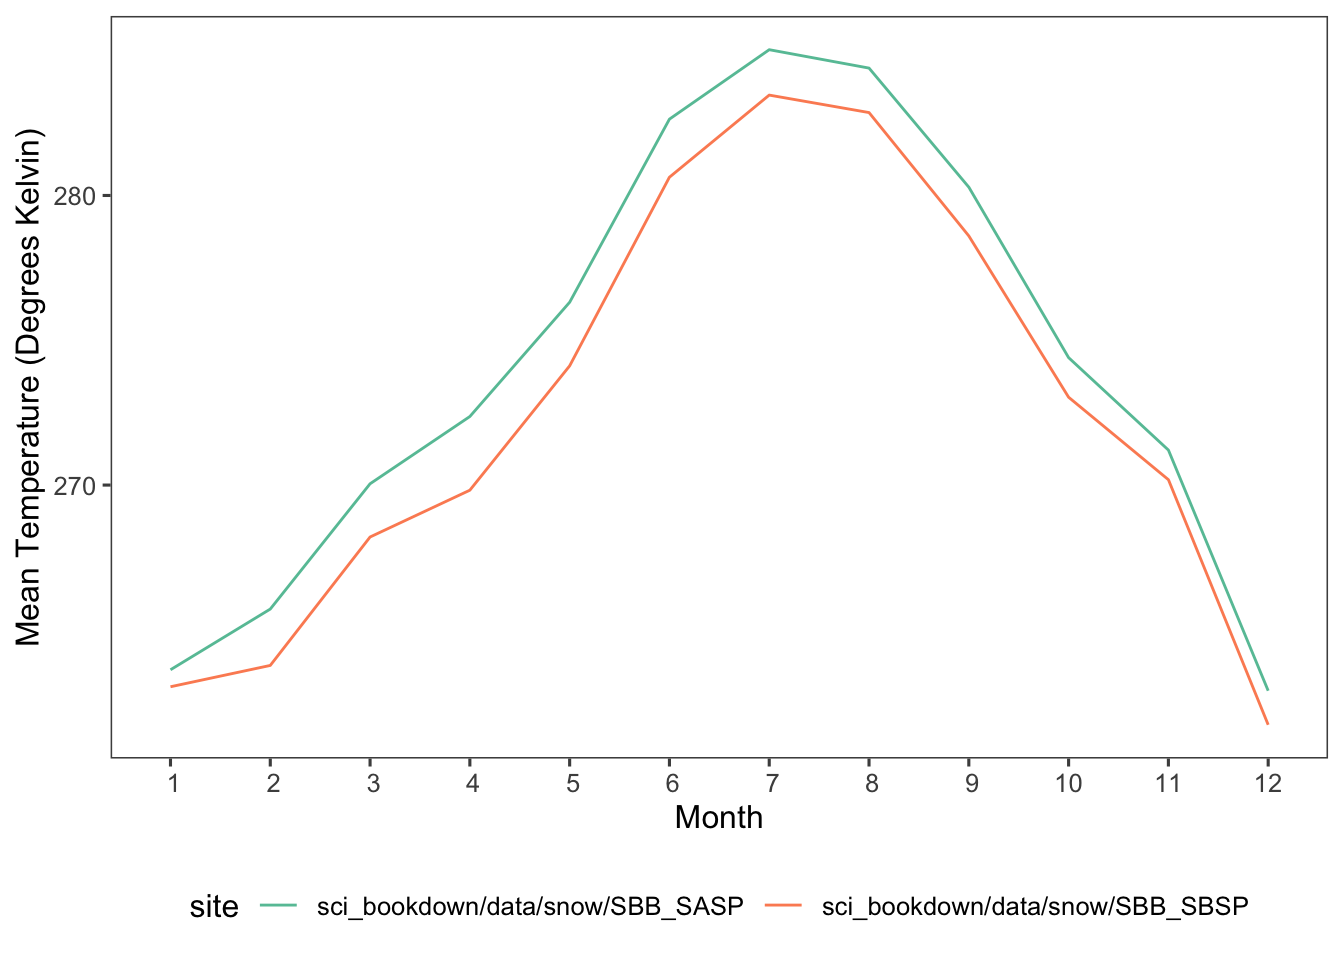 Mean Temperature (Degrees Kelvin)
280
270
1 2 3 4 5 6 7 8 9 10 11 12
Month
site sci_bookdown/data/snow/SBB_SASP sci_bookdown/data/snow/SBB_SBSP